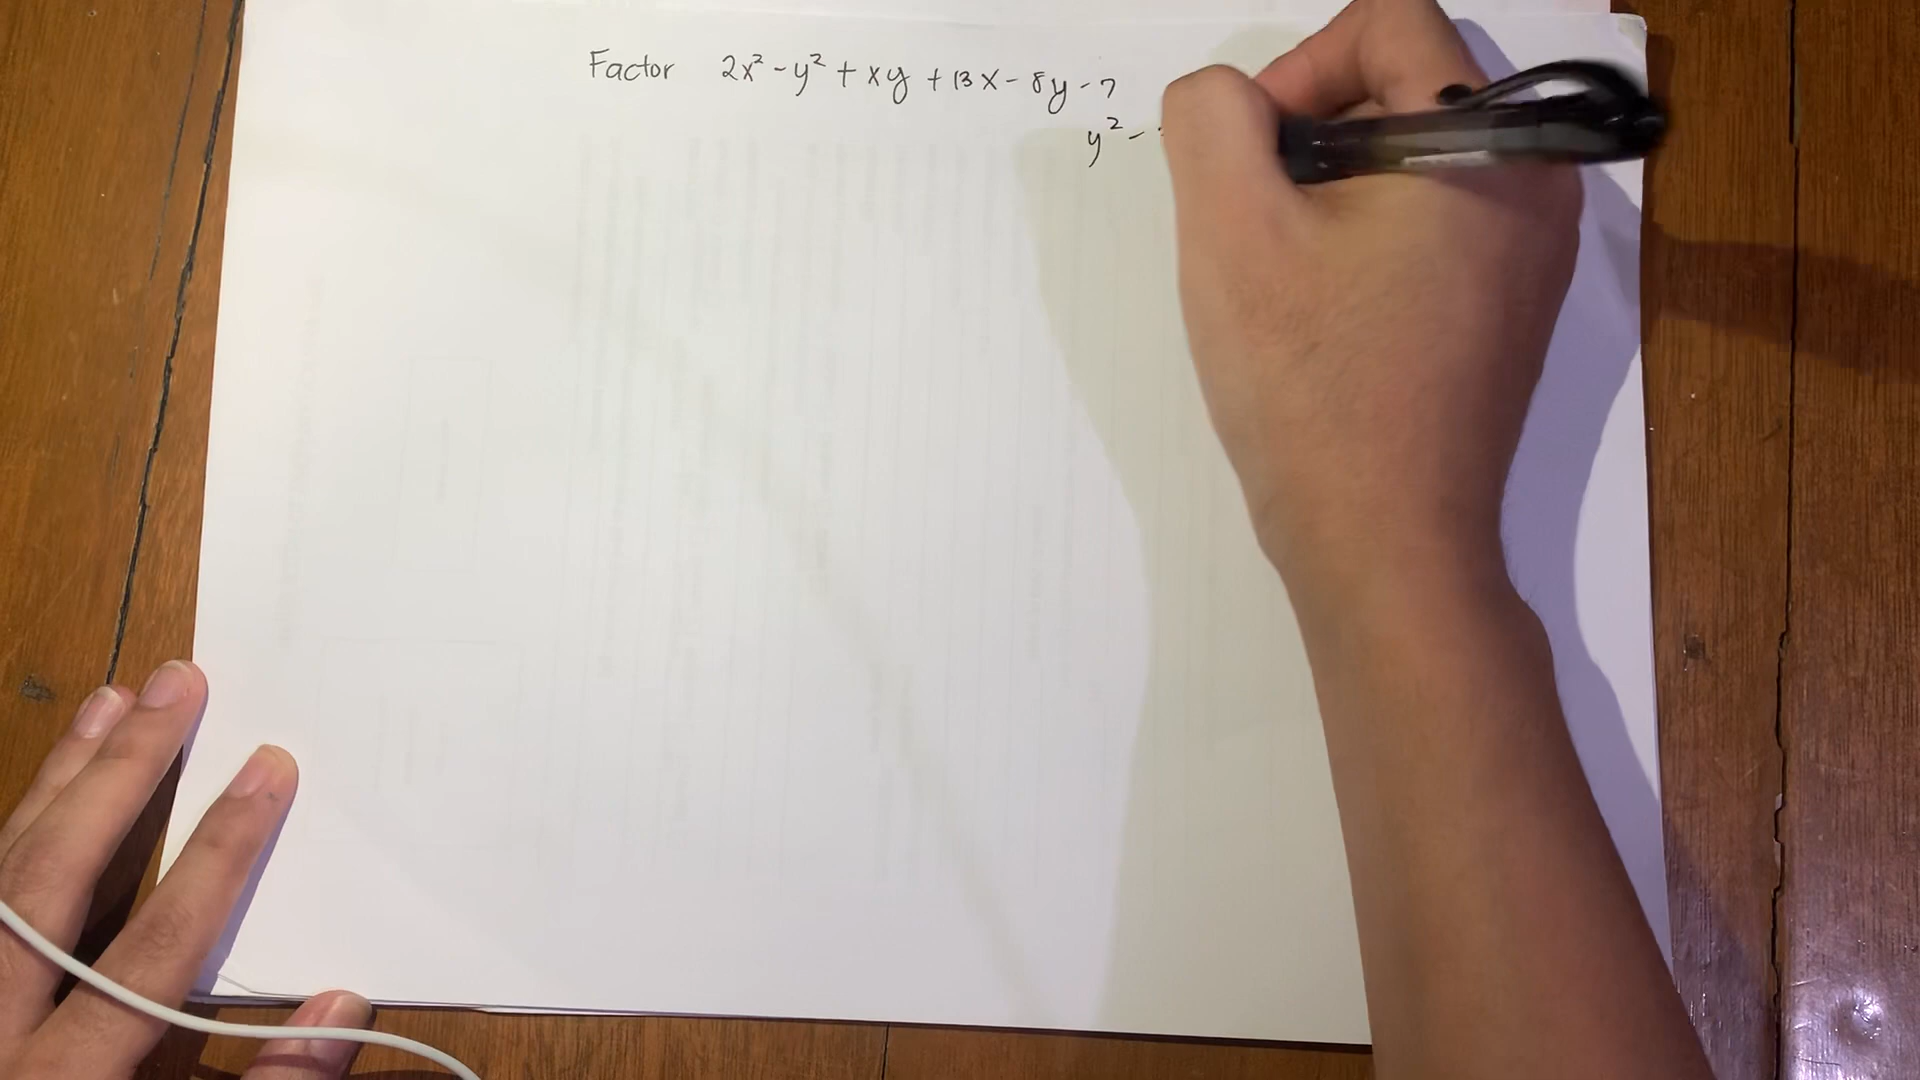 Factor 2x² - y² + xy + 13x - 8y - 7
y² -